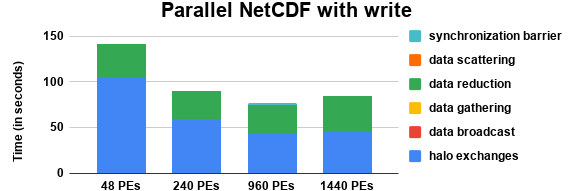 Parallel NetCDF with write
Time (in seconds)
150
100
50
0
48 PEs
240 PEs
960 PEs
1440 PEs
synchronization barrier
data scattering
data reduction
data gathering
data broadcast
halo exchanges